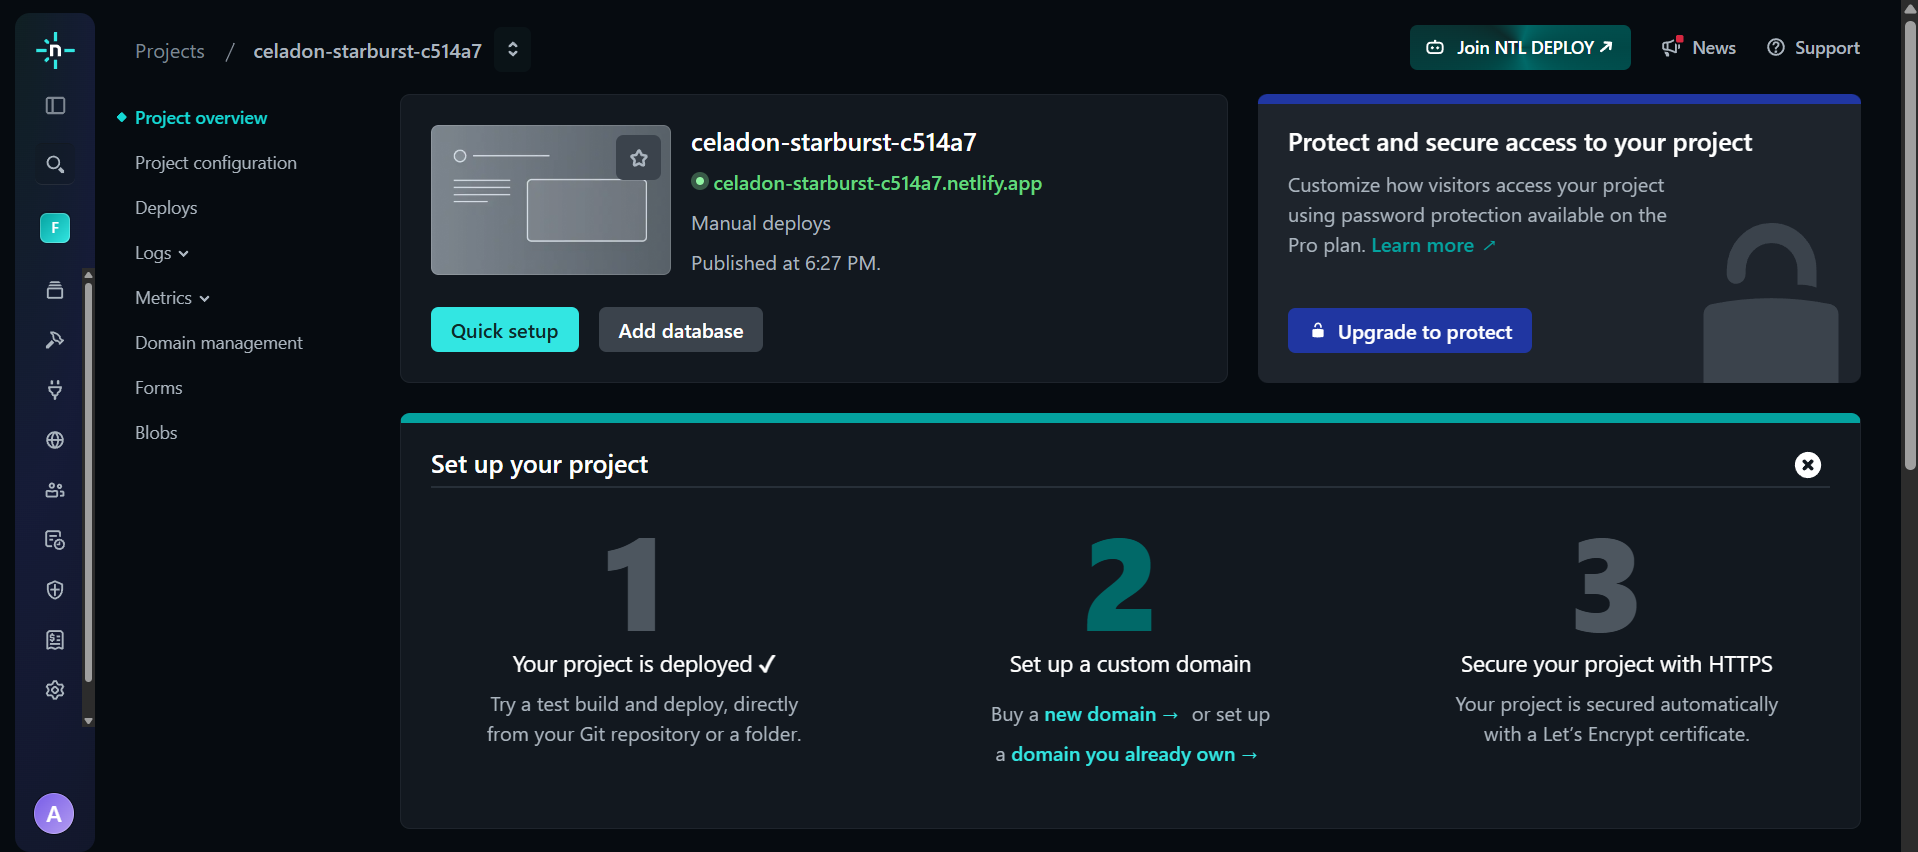 Projects / celadon-starburst-c514a7
Join NTL DEPLOY ↗
News
Support
F
A
Project overview
Project configuration
Deploys
Logs
Metrics
Domain management
Forms
Blobs
celadon-starburst-c514a7
celadon-starburst-c514a7.netlify.app
Manual deploys
Published at 6:27 PM.
Quick setup
Add database
Protect and secure access to your project
Customize how visitors access your project
using password protection available on the
Pro plan. Learn more ↗
Upgrade to protect
Set up your project
1
Your project is deployed ✓
Try a test build and deploy, directly
from your Git repository or a folder.
2
Set up a custom domain
Buy a new domain → or set up
a domain you already own →
3
Secure your project with HTTPS
Your project is secured automatically
with a Let’s Encrypt certificate.